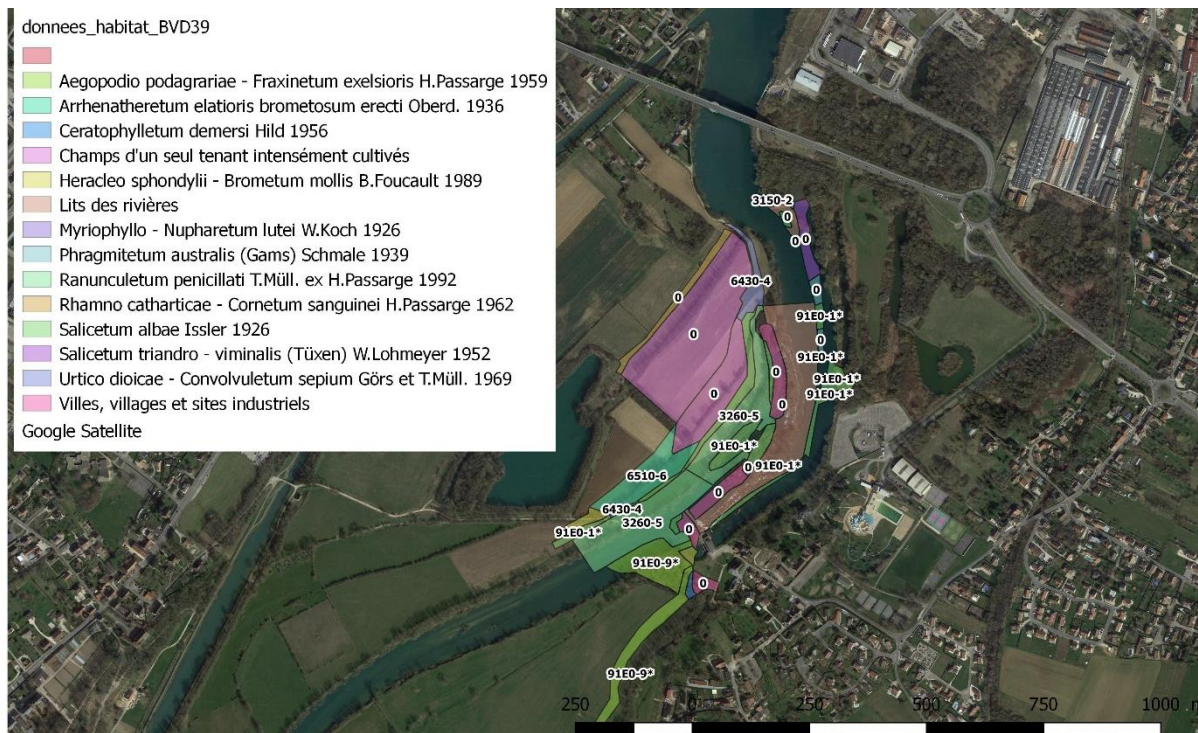 donnees_habitat_BVD39
Aegopodio podagrariae - Fraxinetum exelsioris H.Passarge 1959
Arrhenatheretum elatioris brometosum erecti Oberd. 1936
Ceratophylletum demersi Hild 1956
Champs d'un seul tenant intensément cultivés
Heracleo sphondylii - Brometum mollis B.Foucault 1989
Lits des rivières
Myriophyllo - Nupharetum lutei W.Koch 1926
Phragmitetum australis (Gams) Schmale 1939
Ranunculetum penicillati T.Müll. ex H.Passarge 1992
Rhamno catharticae - Cornetum sanguinei H.Passarge 1962
Salicetum albae Issler 1926
Salicetum triandro - viminalis (Tüxen) W.Lohmeyer 1952
Urtico dioicae - Convolvuletum sepium Görs et T.Müll. 1969
Villes, villages et sites industriels
Google Satellite
3150-2
0
0
0
6430-4
0
0
0
91E0-1*
0
91E0-1*
0
91E0-1*
91E0-1*
0
0
3260-5
91E0-1*
91E0-1*
0
6510-6
0
6430-4
3260-5
0
91E0-1*
91E0-9*
0
91E0-9*
250 0 250 500 750 1000 m